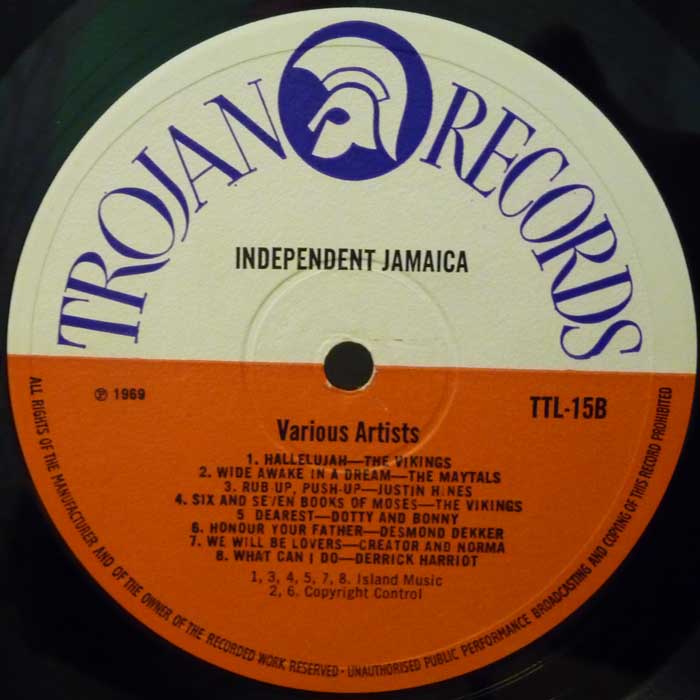 TROJAN RECORDS
INDEPENDENT JAMAICA
℗ 1969
TTL-15B
Various Artists
1. HALLELUJAH—THE VIKINGS
2. WIDE AWAKE IN A DREAM—THE MAYTALS
3. RUB UP, PUSH-UP—JUSTIN HINES
4. SIX AND SEVEN BOOKS OF MOSES—THE VIKINGS
5 DEAREST—DOTTY AND BONNY
6. HONOUR YOUR FATHER—DESMOND DEKKER
7. WE WILL BE LOVERS—CREATOR AND NORMA
8. WHAT CAN I DO—DERRICK HARRIOT
1, 3, 4, 5, 7, 8. Island Music
2, 6. Copyright Control
ALL RIGHTS OF THE MANUFACTURER AND OF THE OWNER OF THE RECORDED WORK RESERVED - UNAUTHORISED PUBLIC PERFORMANCE BROADCASTING AND COPYING OF THIS RECORD PROHIBITED